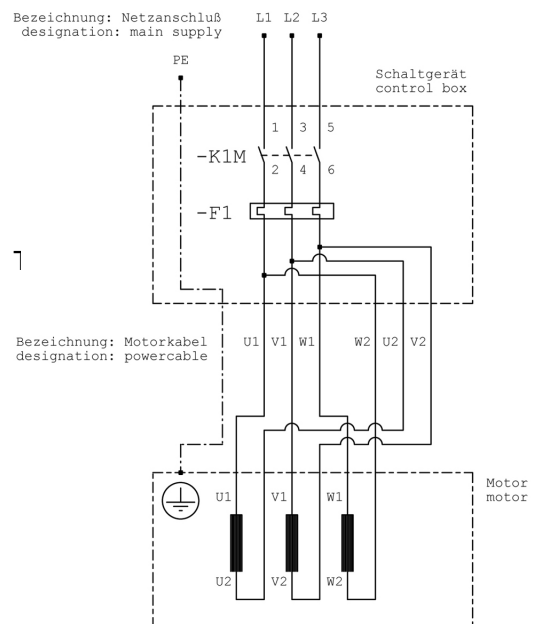 Bezeichnung: Netzanschluß
designation: main supply
L1 L2 L3
PE
Schaltgerät
control box
1 3 5
-K1M
2 4 6
-F1
Bezeichnung: Motorkabel
designation: powercable
U1 V1 W1 W2 U2 V2
Motor
motor
U1 V1 W1
U2 V2 W2